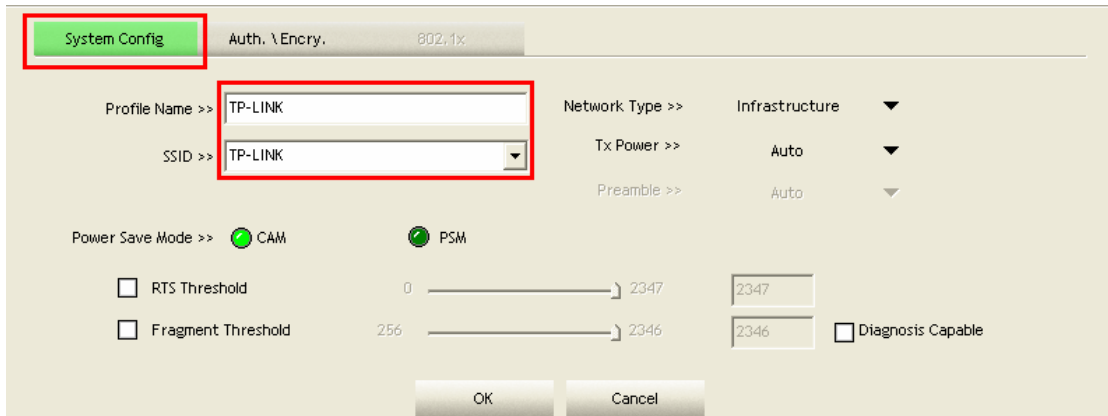 System Config Auth. \ Encry. 802.1x
Profile Name >> TP-LINK Network Type >> Infrastructure
SSID >> TP-LINK Tx Power >> Auto
Preamble >> Auto
Power Save Mode >> CAM PSM
RTS Threshold 0 2347 2347
Fragment Threshold 256 2346 2346 Diagnosis Capable
OK Cancel